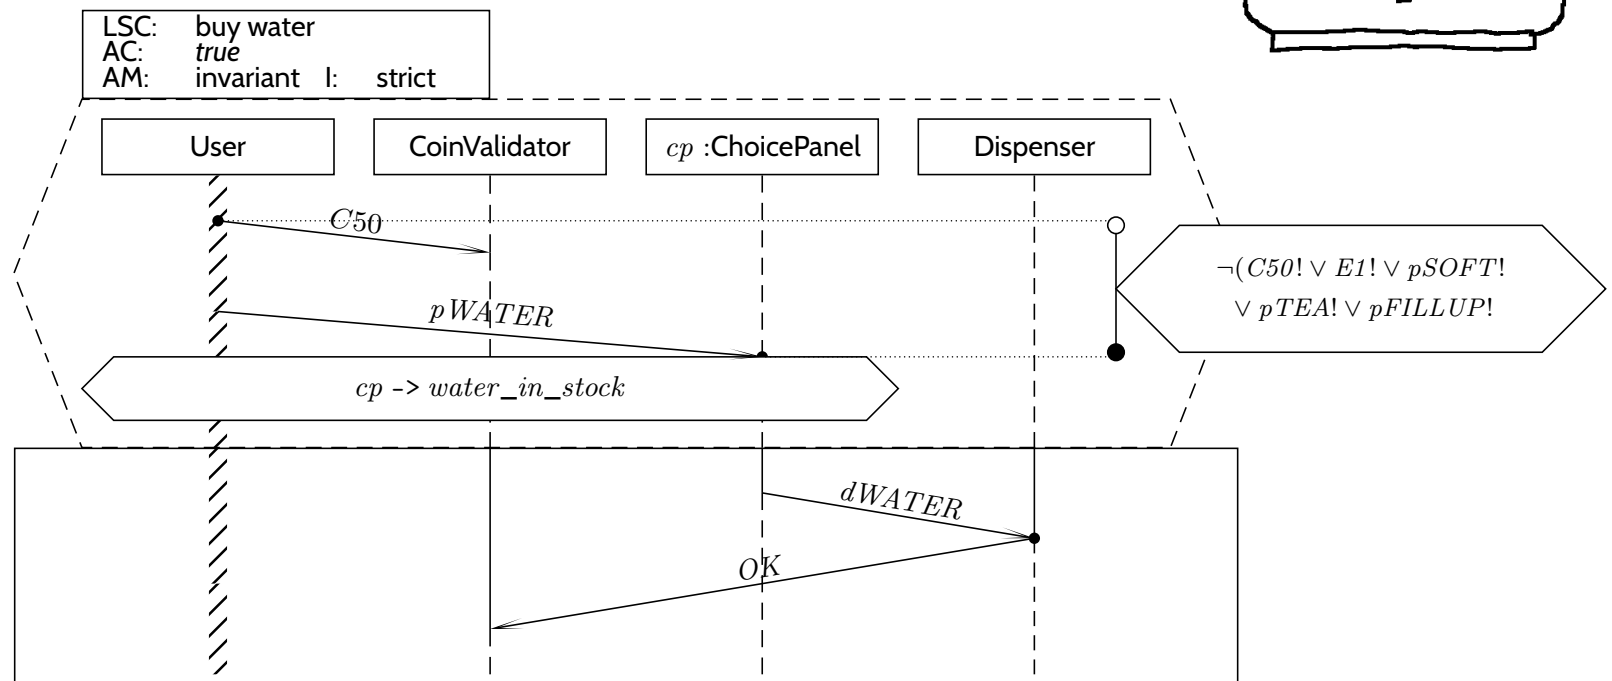 LSC: buy water
AC: true
AM: invariant I: strict
User CoinValidator cp :ChoicePanel Dispenser
C50
¬(C50! ∨ E1! ∨ pSOFT!
∨ pTEA! ∨ pFILLUP!
pWATER
cp -> water_in_stock
dWATER
OK